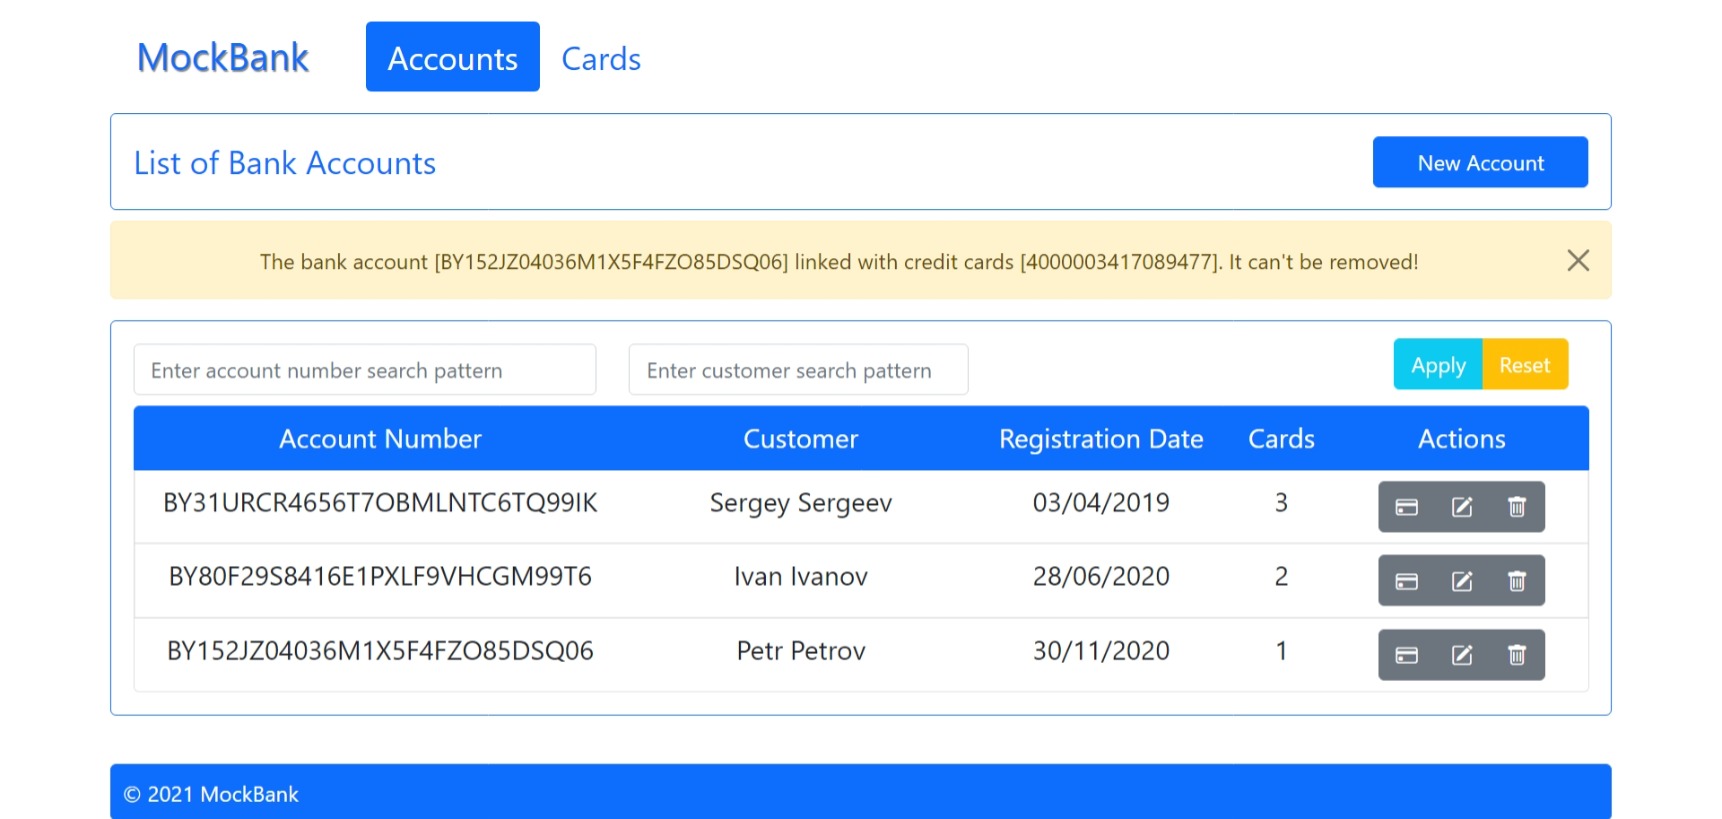 MockBank Accounts Cards
List of Bank Accounts New Account
The bank account [BY152JZ04036M1X5F4FZO85DSQ06] linked with credit cards [4000003417089477]. It can't be removed!
Enter account number search pattern Enter customer search pattern Apply Reset
Account Number Customer Registration Date Cards Actions
BY31URCR4656T7OBMLNTC6TQ99IK Sergey Sergeev 03/04/2019 3
BY80F29S8416E1PXLF9VHCGM99T6 Ivan Ivanov 28/06/2020 2
BY152JZ04036M1X5F4FZO85DSQ06 Petr Petrov 30/11/2020 1
© 2021 MockBank